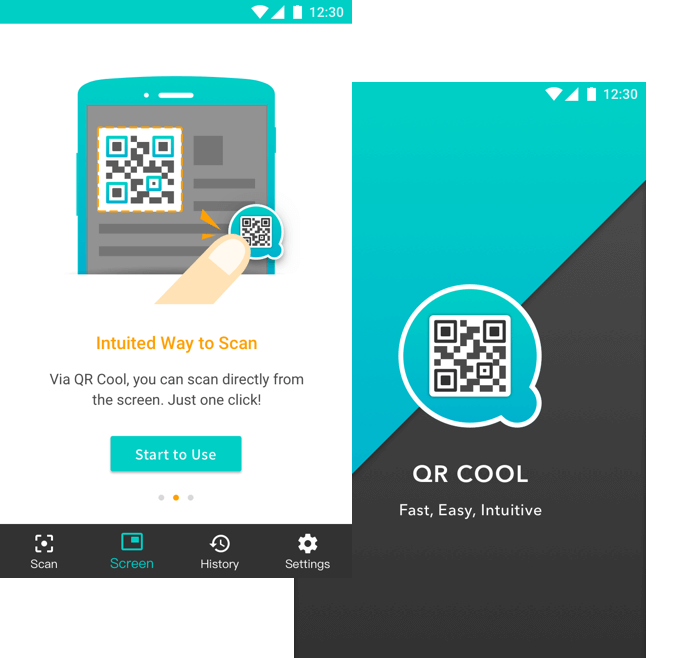 12:30
Intuited Way to Scan
Via QR Cool, you can scan directly from
the screen. Just one click!
Start to Use
Scan
Screen
History
Settings
12:30
QR COOL
Fast, Easy, Intuitive